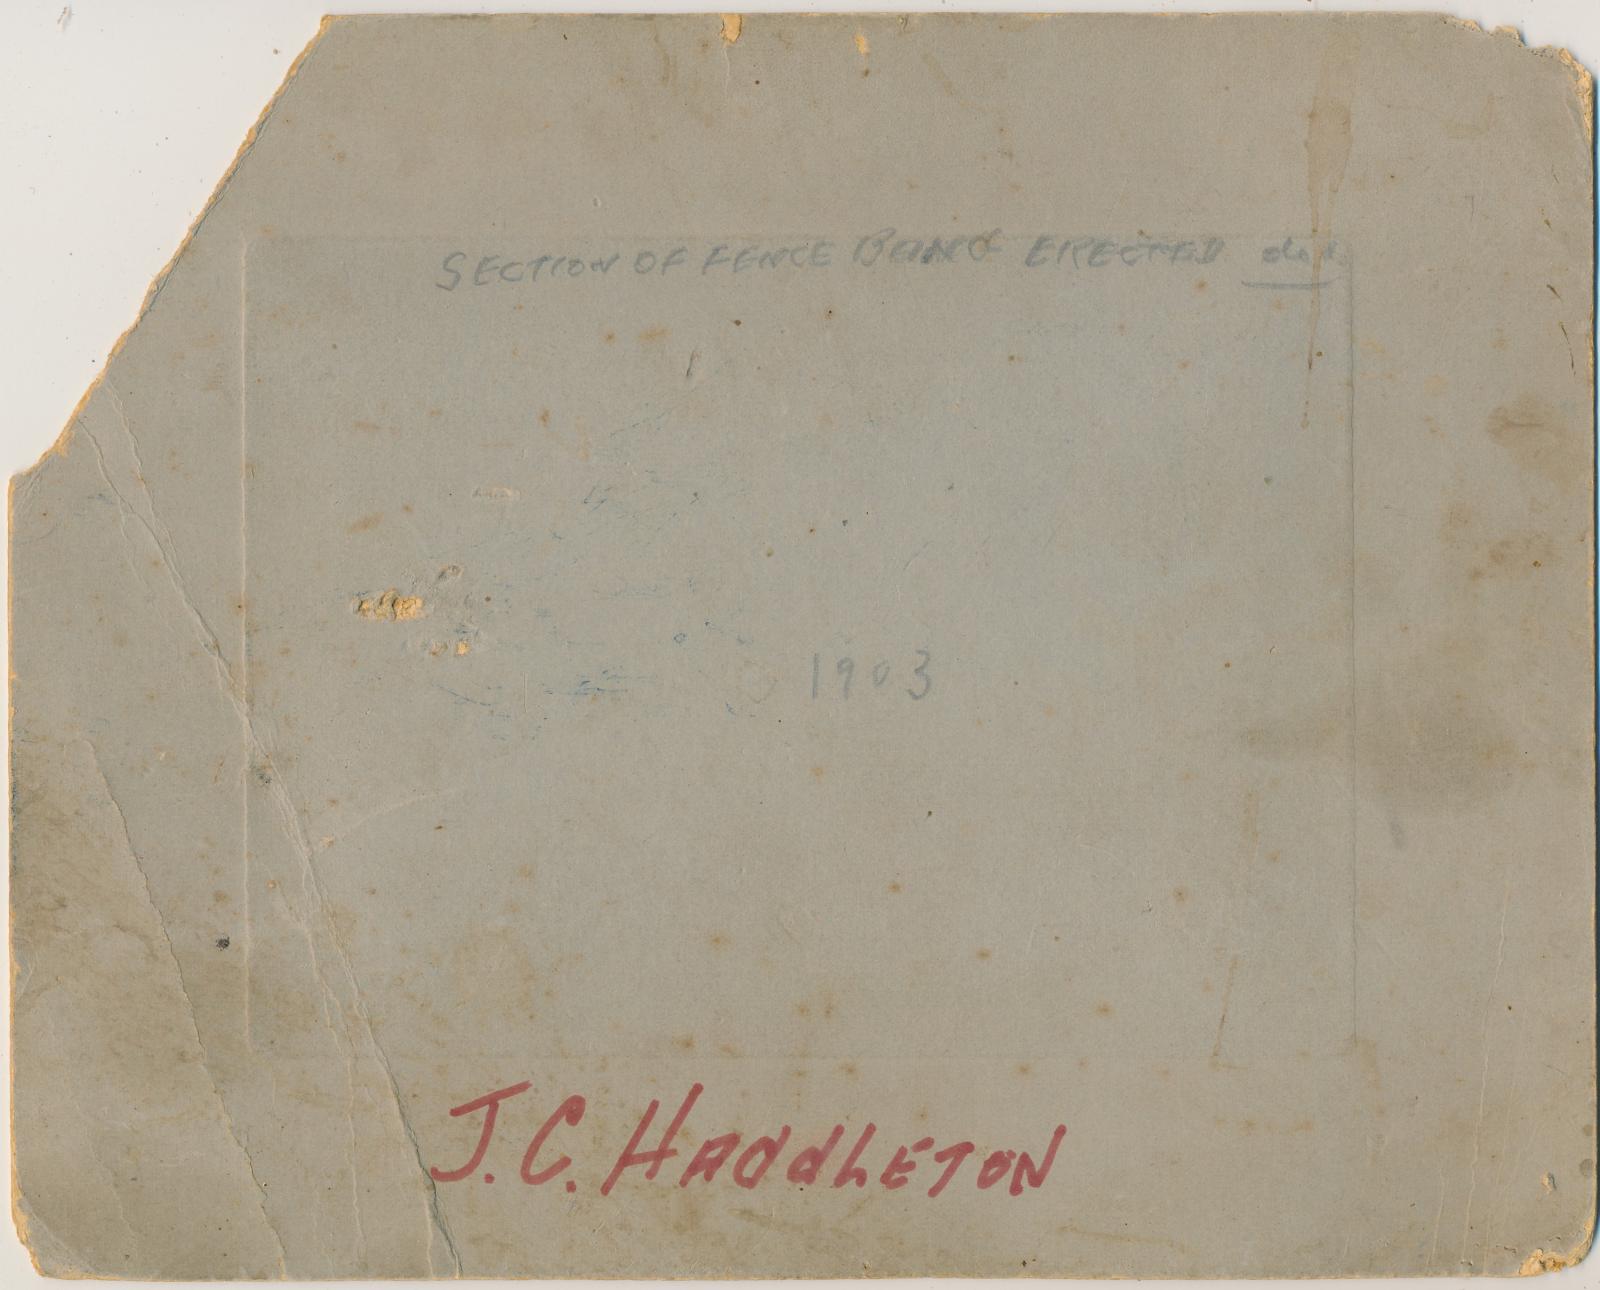 SECTION OF FENCE BEING ERECTED
1903
J.C. HADDLETON